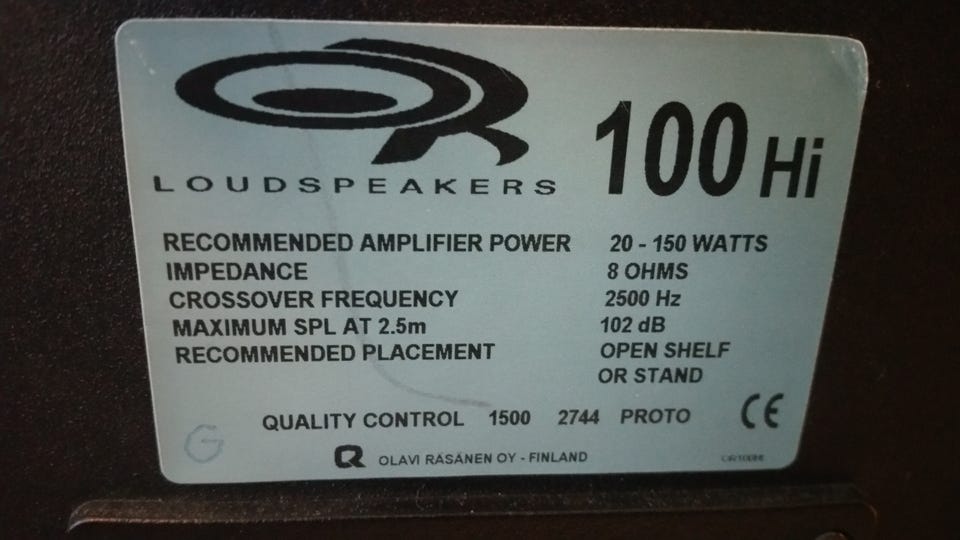 OR
LOUDSPEAKERS
100 Hi
RECOMMENDED AMPLIFIER POWER 20 - 150 WATTS
IMPEDANCE 8 OHMS
CROSSOVER FREQUENCY 2500 Hz
MAXIMUM SPL AT 2.5m 102 dB
RECOMMENDED PLACEMENT OPEN SHELF
OR STAND
QUALITY CONTROL 1500 2744 PROTO CE
G
OLAVI RÄSÄNEN OY - FINLAND
OR100HI